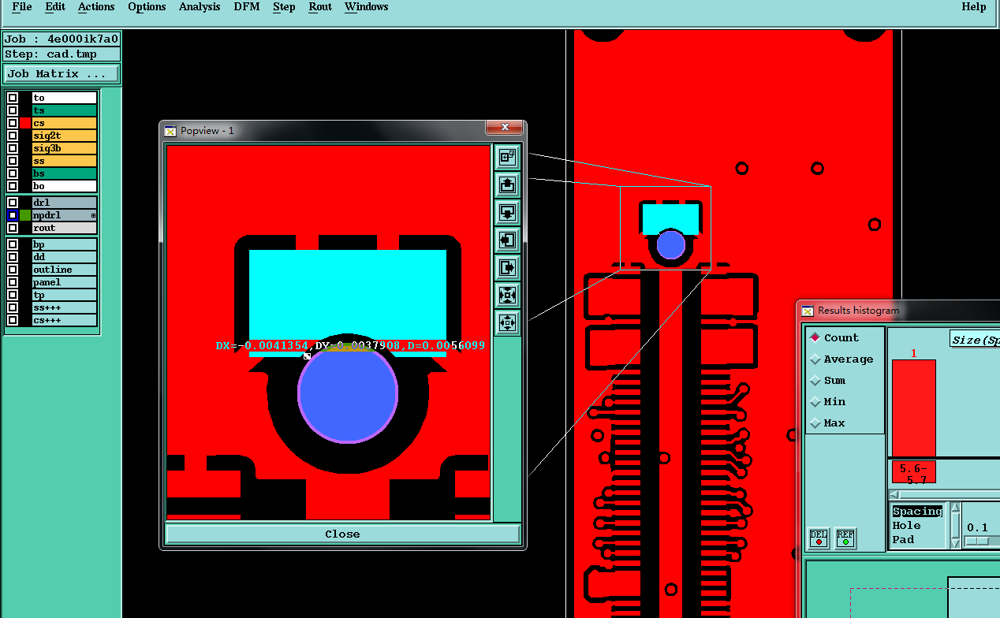 File Edit Actions Options Analysis DFM Step Rout Windows Help
Job : 4e000ik7a0
Step: cad.tmp
Job Matrix ...
to
ts
cs
sig2t
sig3b
ss
bs
bo
drl
npdrl
rout
bp
dd
outline
panel
tp
ss+++
cs+++
Popview - 1
DX=-0.0041354,DY=0.0037908,D=0.0056099
Close
Results histogram
Count
Average
Sum
Min
Max
DEL
REF
Size(Sp
1
5.6-
5.7
Spacing
Hole
Pad
0.1